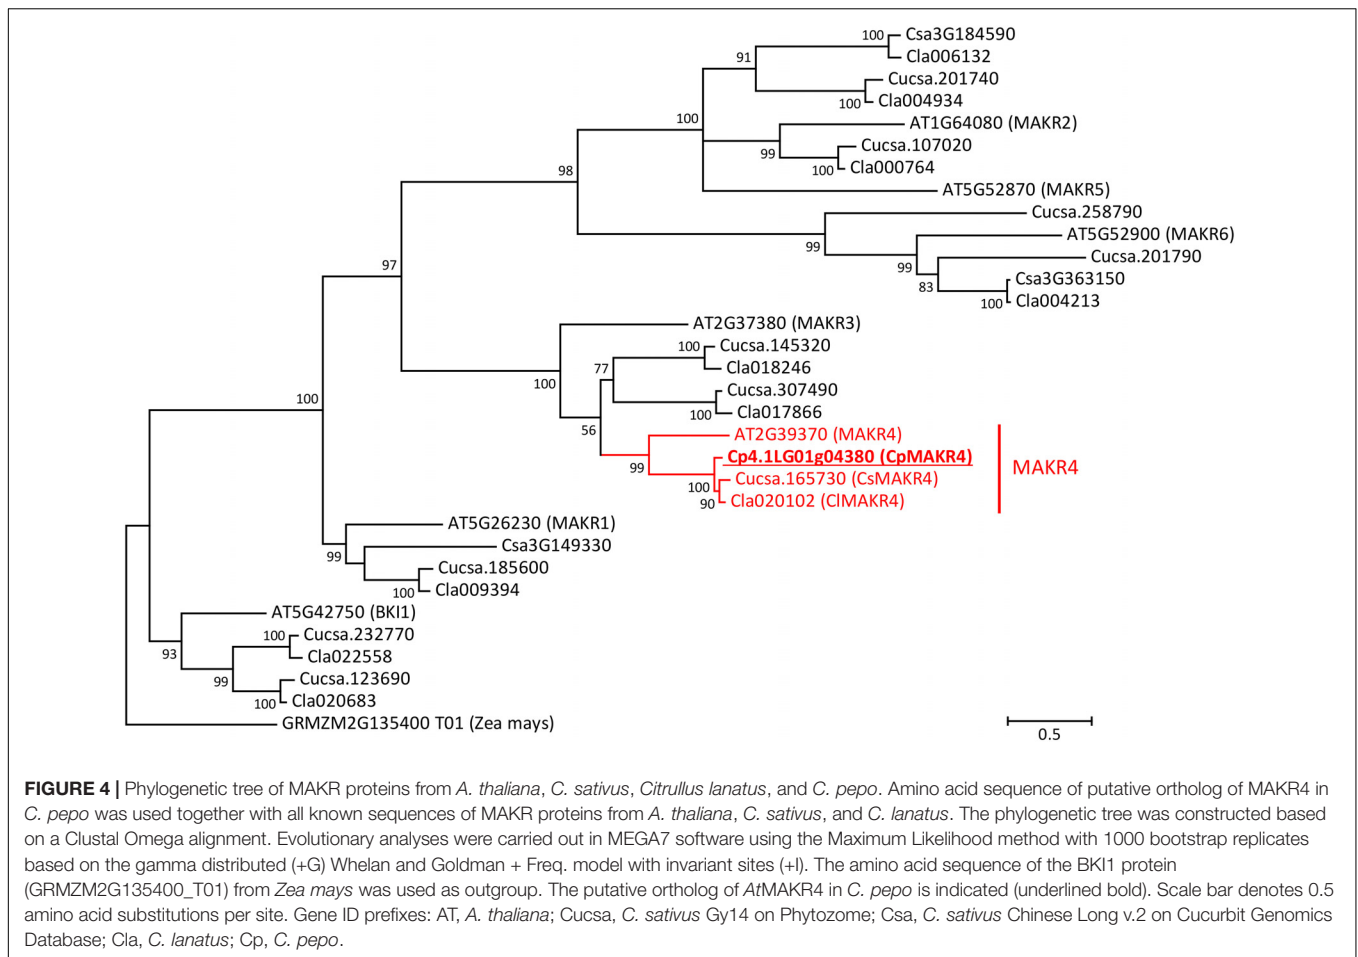 100 Csa3G184590
Cla006132
91
Cucsa.201740
100 Cla004934
100
AT1G64080 (MAKR2)
Cucsa.107020
99
100 Cla000764
98
AT5G52870 (MAKR5)
Cucsa.258790
AT5G52900 (MAKR6)
99
Cucsa.201790
99
97
Csa3G363150
83
100 Cla004213
AT2G37380 (MAKR3)
100 Cucsa.145320
77 Cla018246
100
Cucsa.307490
100
100 Cla017866
56
AT2G39370 (MAKR4)
Cp4.1LG01g04380 (CpMAKR4)
99
MAKR4
Cucsa.165730 (CsMAKR4)
100
90 Cla020102 (ClMAKR4)
AT5G26230 (MAKR1)
Csa3G149330
99
Cucsa.185600
100 Cla009394
AT5G42750 (BKI1)
100 Cucsa.232770
93 Cla022558
99 Cucsa.123690
100 Cla020683
GRMZM2G135400 T01 (Zea mays)
0.5
FIGURE 4 | Phylogenetic tree of MAKR proteins from A. thaliana, C. sativus, Citrullus lanatus, and C. pepo. Amino acid sequence of putative ortholog of MAKR4 in
C. pepo was used together with all known sequences of MAKR proteins from A. thaliana, C. sativus, and C. lanatus. The phylogenetic tree was constructed based
on a Clustal Omega alignment. Evolutionary analyses were carried out in MEGA7 software using the Maximum Likelihood method with 1000 bootstrap replicates
based on the gamma distributed (+G) Whelan and Goldman + Freq. model with invariant sites (+I). The amino acid sequence of the BKI1 protein
(GRMZM2G135400_T01) from Zea mays was used as outgroup. The putative ortholog of AtMAKR4 in C. pepo is indicated (underlined bold). Scale bar denotes 0.5
amino acid substitutions per site. Gene ID prefixes: AT, A. thaliana; Cucsa, C. sativus Gy14 on Phytozome; Csa, C. sativus Chinese Long v.2 on Cucurbit Genomics
Database; Cla, C. lanatus; Cp, C. pepo.